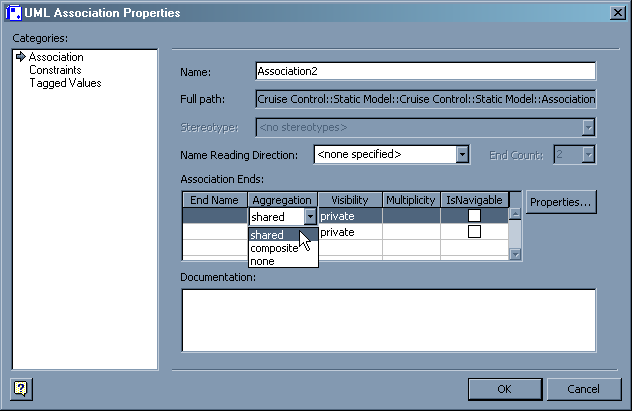 UML Association Properties
Categories:
Association
Constraints
Tagged Values
Name: Association2
Full path: Cruise Control::Static Model::Cruise Control::Static Model::Association
Stereotype: <no stereotypes>
Name Reading Direction: <none specified> End Count: 2
Association Ends:
End Name Aggregation Visibility Multiplicity IsNavigable
shared private
Properties...
shared private
composite
none
Documentation:
?
OK Cancel